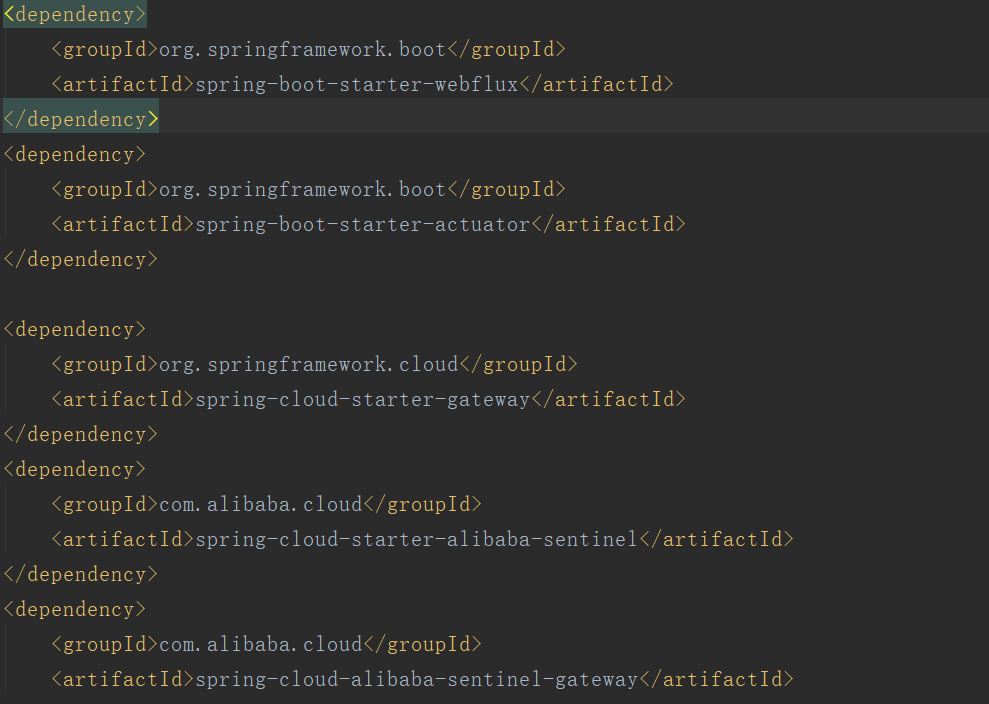 <dependency>
    <groupId>org.springframework.boot</groupId>
    <artifactId>spring-boot-starter-webflux</artifactId>
</dependency>
<dependency>
    <groupId>org.springframework.boot</groupId>
    <artifactId>spring-boot-starter-actuator</artifactId>
</dependency>

<dependency>
    <groupId>org.springframework.cloud</groupId>
    <artifactId>spring-cloud-starter-gateway</artifactId>
</dependency>
<dependency>
    <groupId>com.alibaba.cloud</groupId>
    <artifactId>spring-cloud-starter-alibaba-sentinel</artifactId>
</dependency>
<dependency>
    <groupId>com.alibaba.cloud</groupId>
    <artifactId>spring-cloud-alibaba-sentinel-gateway</artifactId>